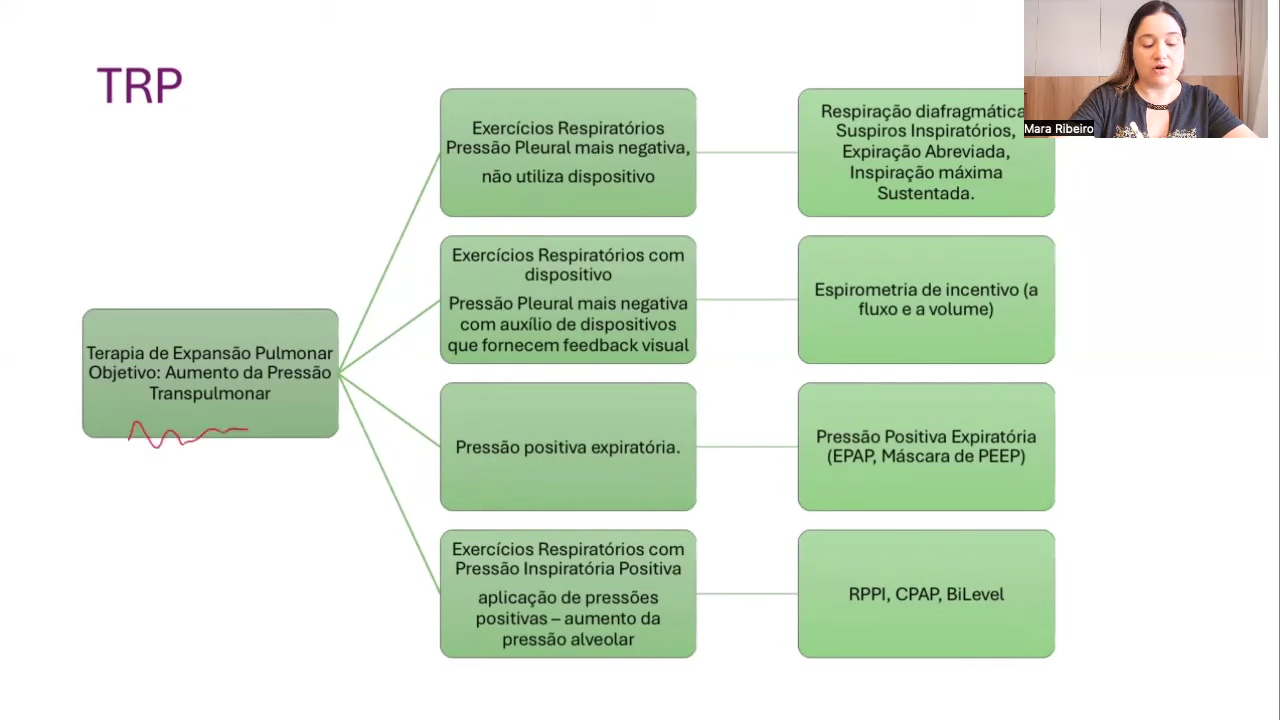 TRP
Terapia de Expansão Pulmonar
Objetivo: Aumento da Pressão
Transpulmonar
Exercícios Respiratórios
Pressão Pleural mais negativa,
não utiliza dispositivo
Respiração diafragmática
Suspiros Inspiratórios,
Expiração Abreviada,
Inspiração máxima
Sustentada.
Exercícios Respiratórios com
dispositivo
Pressão Pleural mais negativa
com auxílio de dispositivos
que fornecem feedback visual
Espirometria de incentivo (a
fluxo e a volume)
Pressão positiva expiratória.
Pressão Positiva Expiratória
(EPAP, Máscara de PEEP)
Exercícios Respiratórios com
Pressão Inspiratória Positiva
aplicação de pressões
positivas – aumento da
pressão alveolar
RPPI, CPAP, BiLevel
Mara Ribeiro